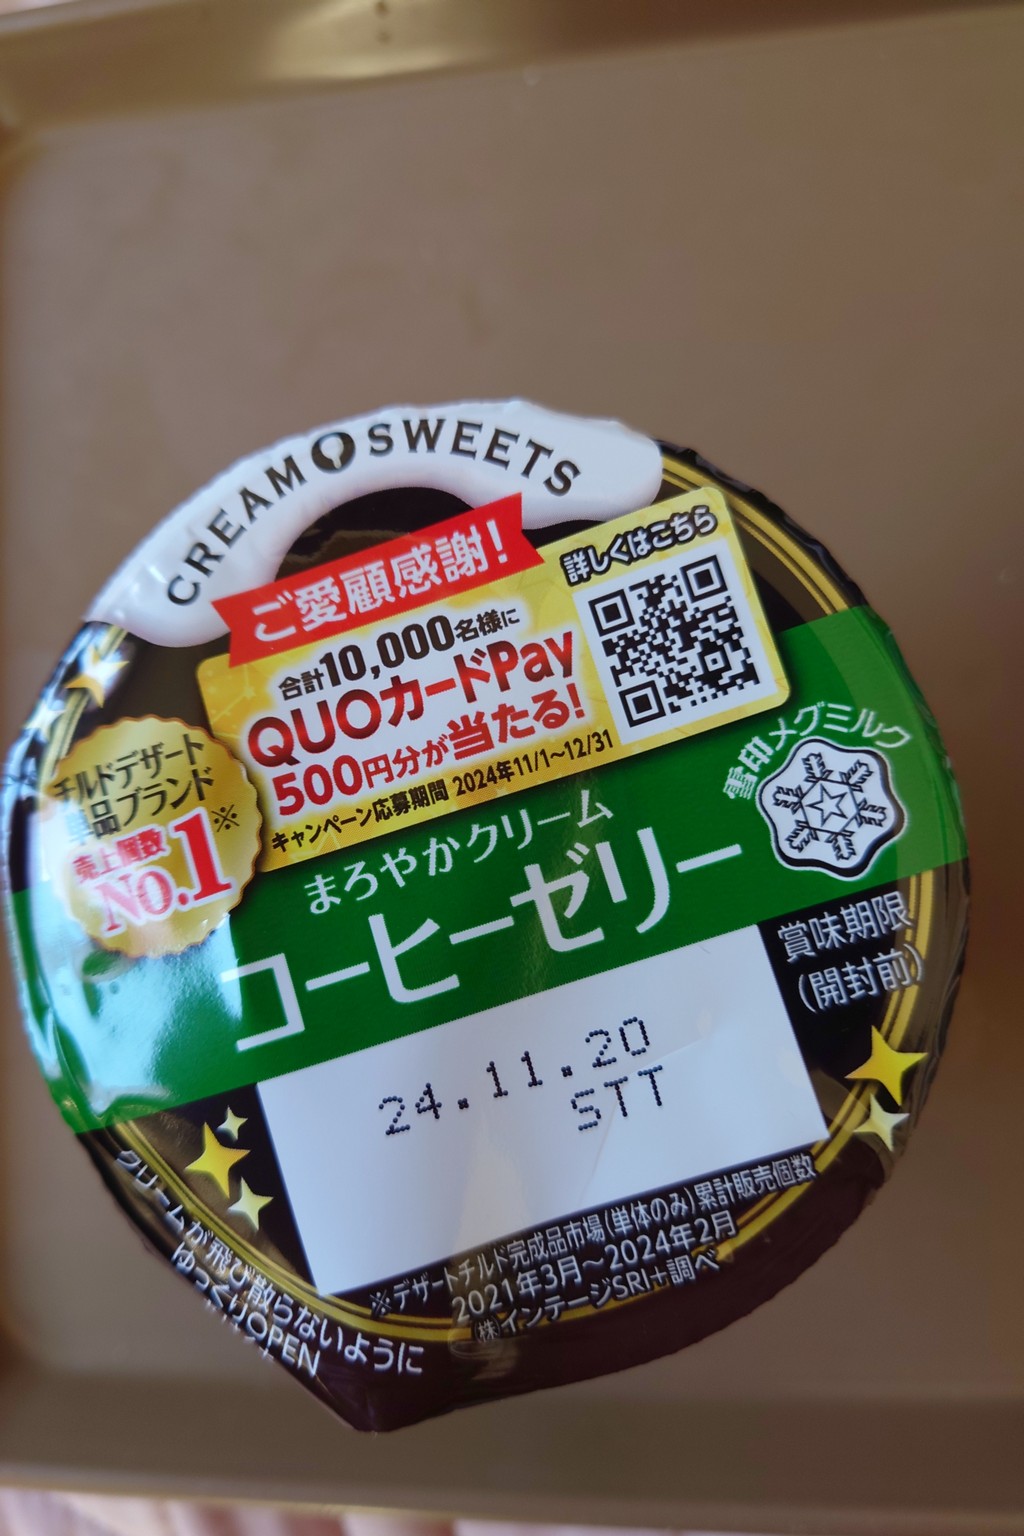 CREAM SWEETS
ご愛顧感謝!
合計10,000名様に
QUOカードPay
500円分が当たる!
キャンペーン応募期間 2024年11/1~12/31
詳しくはこちら
チルドデザート
単品ブランド※
売上個数
No.1
雪印メグミルク
まろやかクリーム
コーヒーゼリー
賞味期限
(開封前)
24.11.20
STT
※デザートチルド完成品市場(単体のみ)累計販売個数
2021年3月~2024年2月
(株)インテージSRI+調べ
クリームが飛び散らないように
ゆっくりOPEN